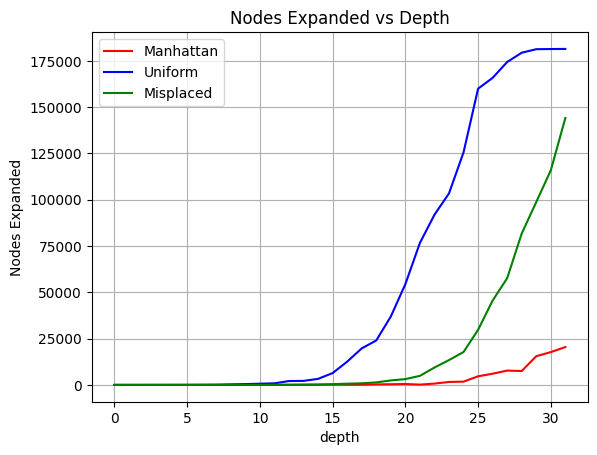 Nodes Expanded vs Depth
Manhattan
Uniform
Misplaced
175000
150000
125000
100000
75000
50000
25000
0
Nodes Expanded
0 5 10 15 20 25 30
depth